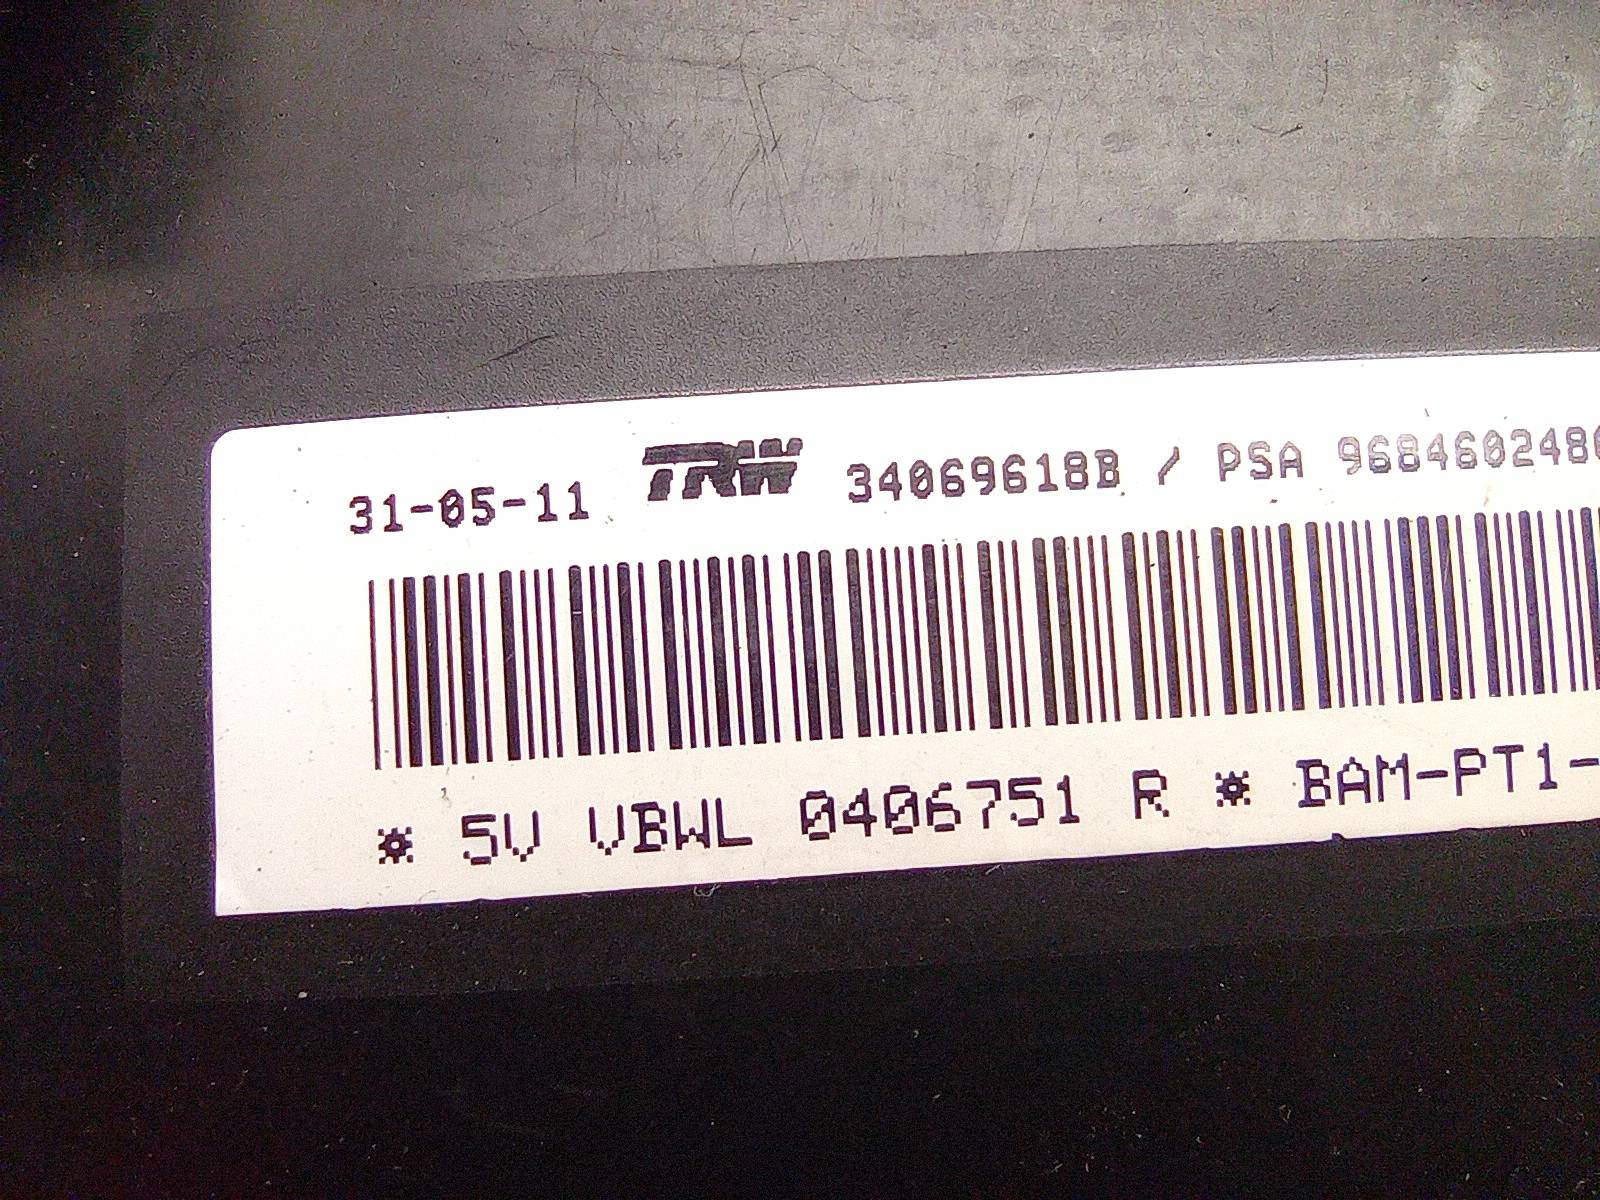 31-05-11 TRW 34069618B / PSA 968460248
* 5V VBWL 0406751 R * BAM-PT1-